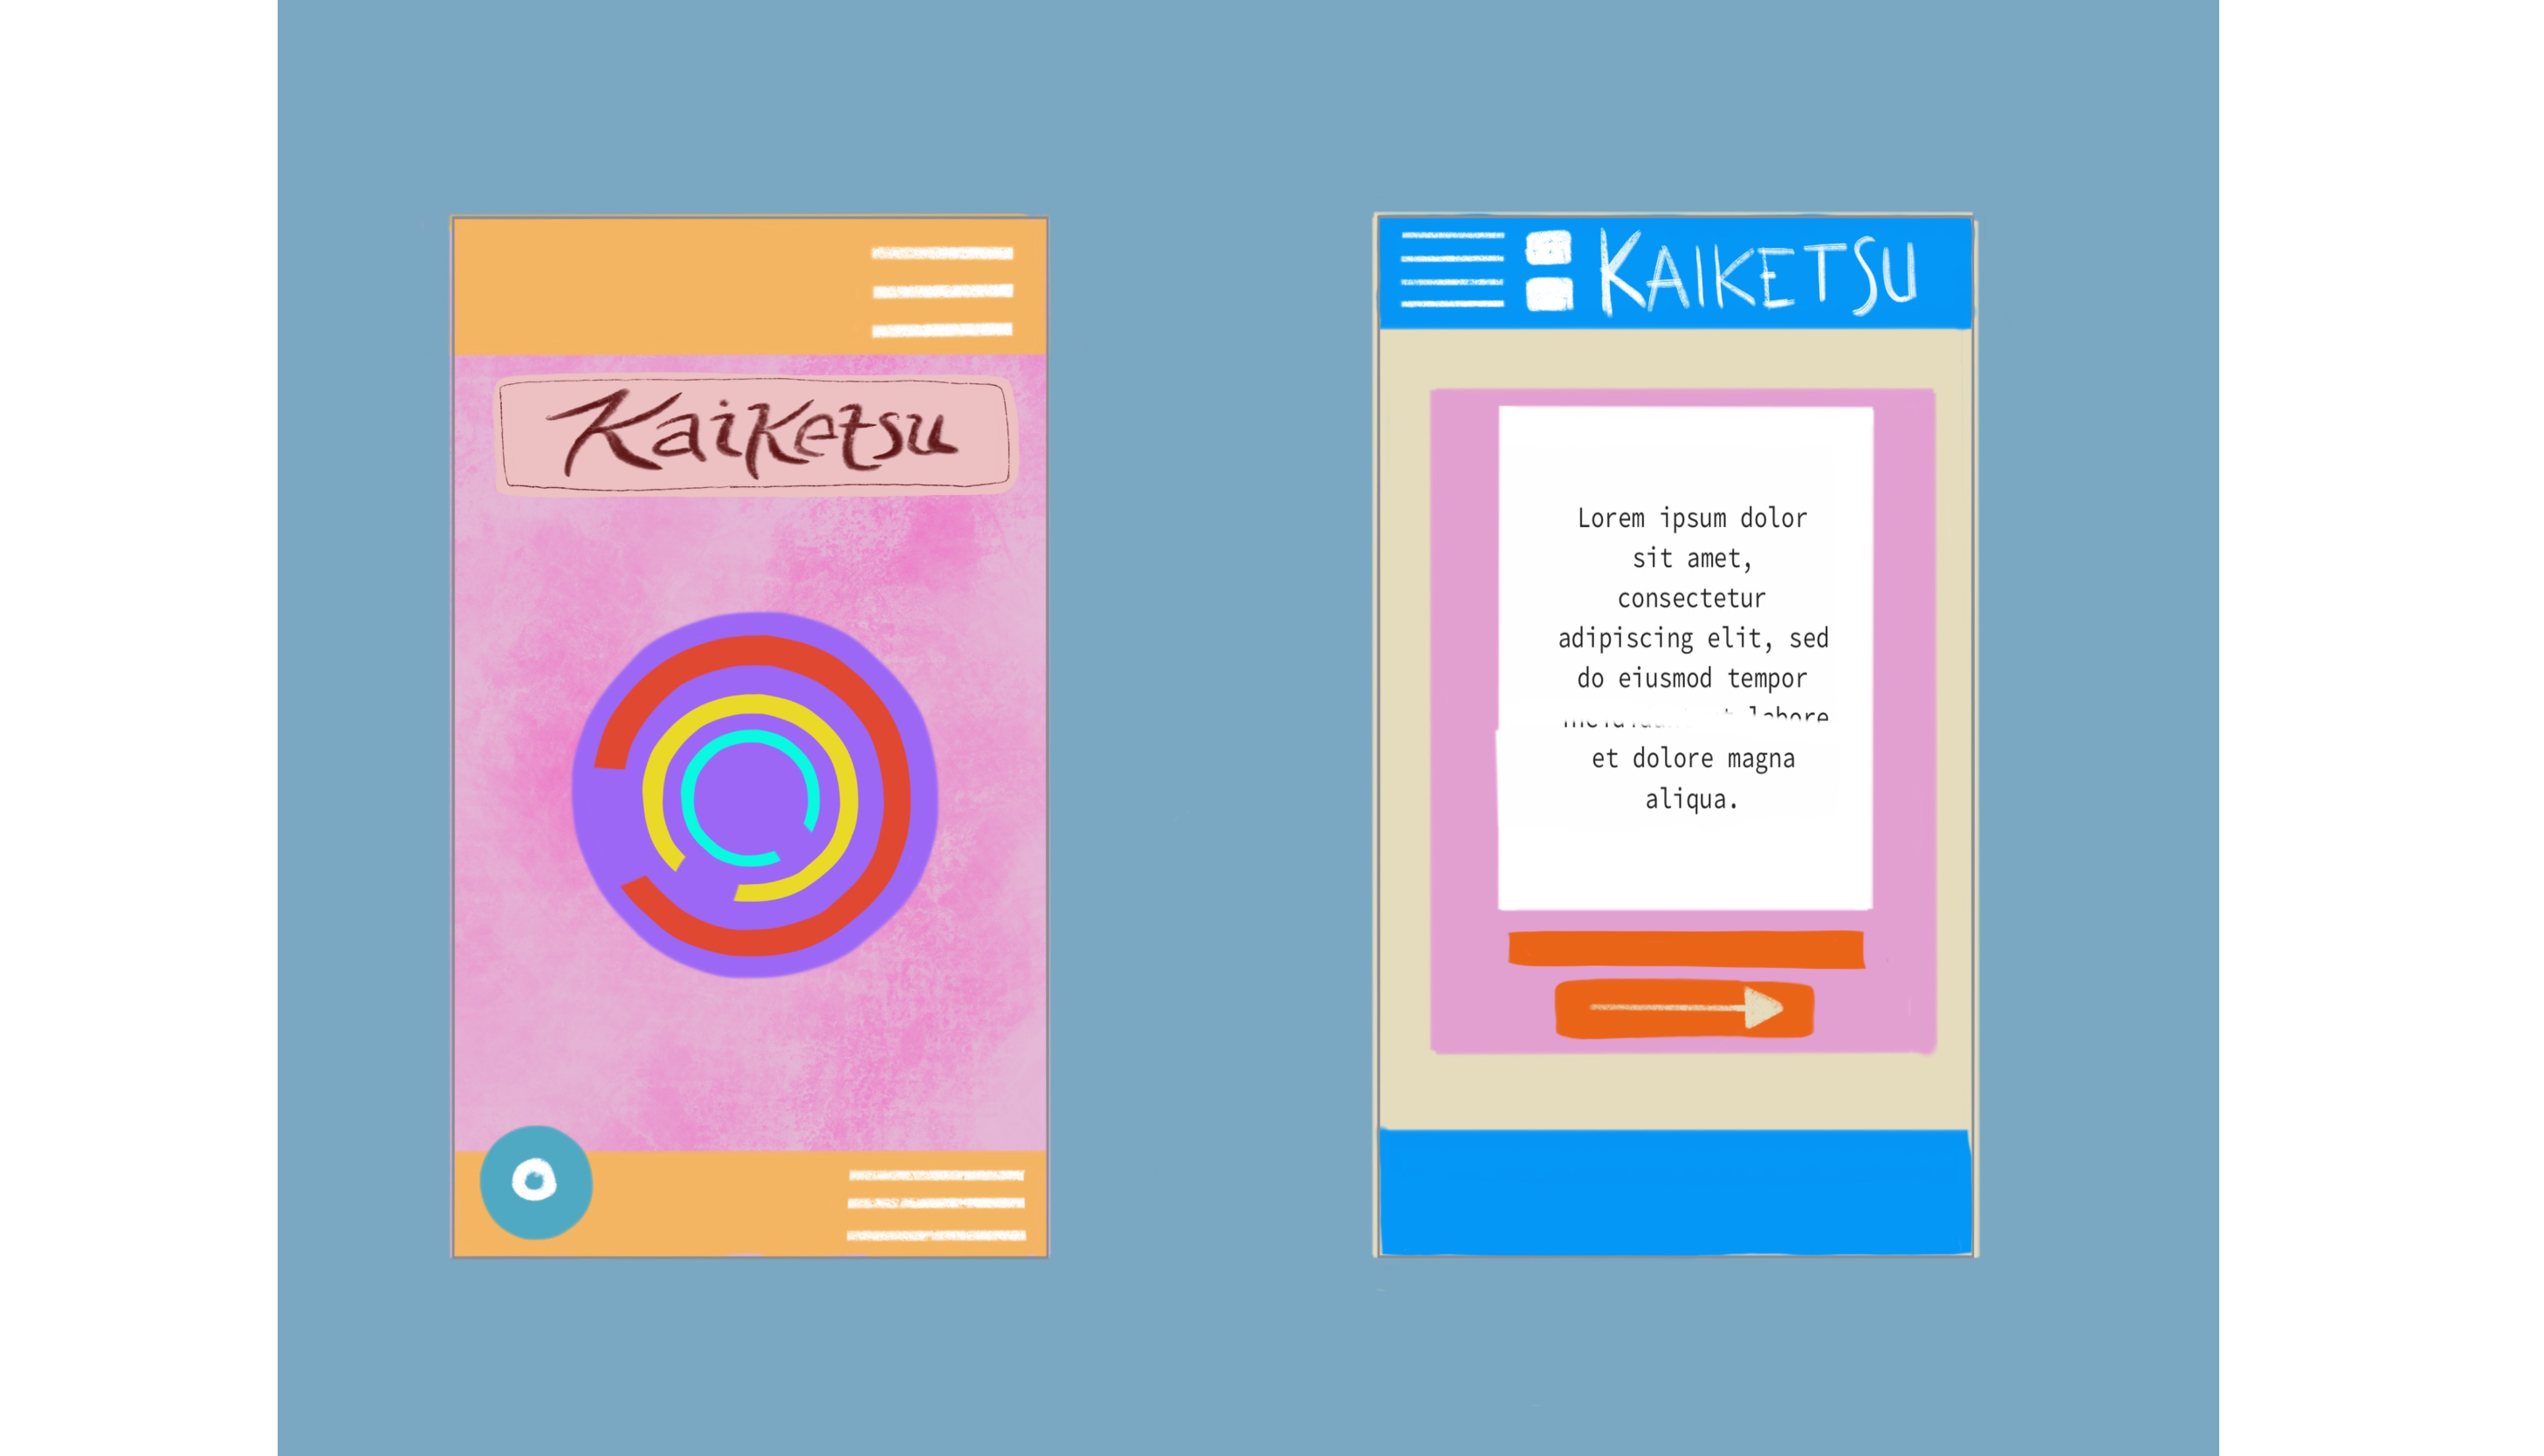 Kaiketsu
KAIKETSU
Lorem ipsum dolor
sit amet,
consectetur
adipiscing elit, sed
do eiusmod tempor
labore
et dolore magna
aliqua.